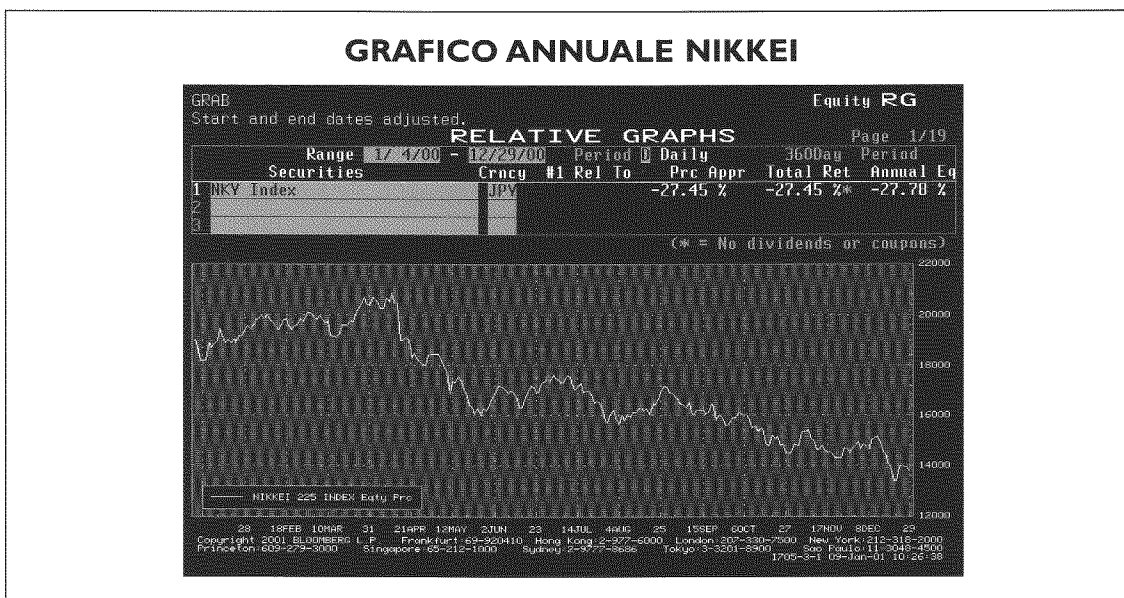 GRAFICO ANNUALE NIKKEI
GRAB Equity RG
Start and end dates adjusted.
RELATIVE GRAPHS Page 1/19
Range 1/ 4/00 - 12/29/00 Period D Daily 360Day Period
Securities Crncy #1 Rel To Prc Appr Total Ret Annual Eq
1 NKY Index JPY -27.45 % -27.45 %* -27.78 %
2
3
(* = No dividends or coupons)
22000
20000
18000
16000
14000
12000
NIKKEI 225 INDEX Eqty Prc
28 18FEB 10MAR 31 21APR 12MAY 2JUN 23 14JUL 4AUG 25 15SEP 6OCT 27 17NOV 8DEC 29
Copyright 2001 BLOOMBERG L.P. Frankfurt:69-920410 Hong Kong:2-977-6000 London:207-330-7500 New York:212-318-2000
Princeton:609-279-3000 Singapore:65-212-1000 Sydney:2-9777-8686 Tokyo:3-3201-8900 Sao Paulo:11-3048-4500
1705-3-1 09-Jan-01 10:26:38